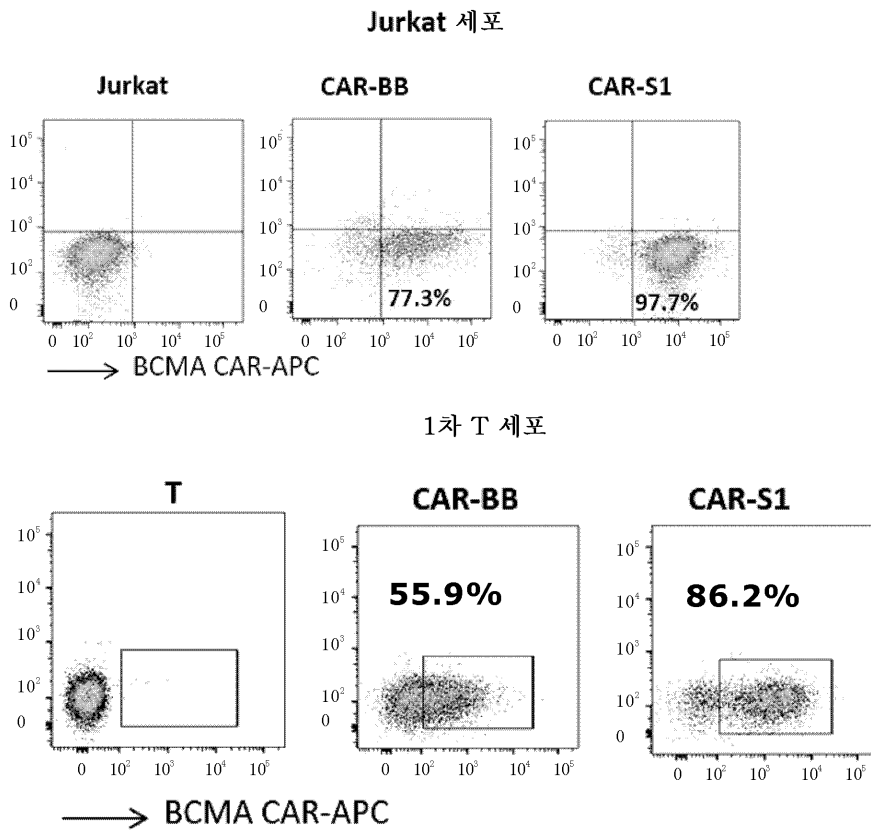 Jurkat 세포
Jurkat CAR-BB CAR-S1
10⁵ 10⁵ 10⁵
10⁴ 10⁴ 10⁴
10³ 10³ 10³
10² 10² 10²
0 77.3% 0 97.7% 0
0 10² 10³ 10⁴ 10⁵ 0 10² 10³ 10⁴ 10⁵ 0 10² 10³ 10⁴ 10⁵
BCMA CAR-APC
1차 T 세포
T CAR-BB CAR-S1
10⁵ 10⁵ 10⁵
10⁴ 10⁴ 55.9% 10⁴ 86.2%
10³ 10³ 10³
10² 10² 10²
0 0 0
0 10² 10³ 10⁴ 10⁵ 0 10² 10³ 10⁴ 10⁵ 0 10² 10³ 10⁴ 10⁵
BCMA CAR-APC